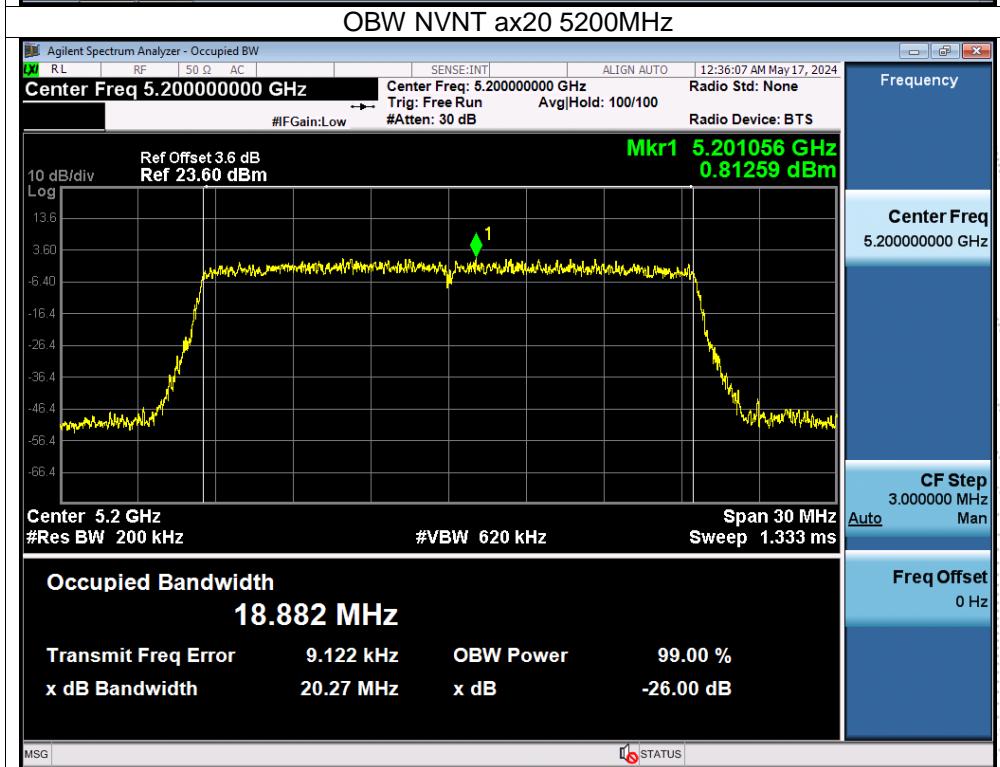 OBW NVNT ax20 5200MHz
Agilent Spectrum Analyzer - Occupied BW
LXI RL RF 50 Ω AC SENSE:INT ALIGN AUTO 12:36:07 AM May 17, 2024
Center Freq 5.200000000 GHz
Center Freq: 5.200000000 GHz Radio Std: None
Trig: Free Run Avg|Hold: 100/100
#IFGain:Low #Atten: 30 dB Radio Device: BTS
Frequency
Mkr1 5.201056 GHz
0.81259 dBm
Ref Offset 3.6 dB
10 dB/div Ref 23.60 dBm
Log
13.6
3.60
-6.40
-16.4
-26.4
-36.4
-46.4
-56.4
-66.4
1
Center 5.2 GHz Span 30 MHz
#Res BW 200 kHz #VBW 620 kHz Sweep 1.333 ms
Occupied Bandwidth
18.882 MHz
Transmit Freq Error 9.122 kHz OBW Power 99.00 %
x dB Bandwidth 20.27 MHz x dB -26.00 dB
Center Freq
5.200000000 GHz
CF Step
3.000000 MHz
Auto Man
Freq Offset
0 Hz
MSG STATUS